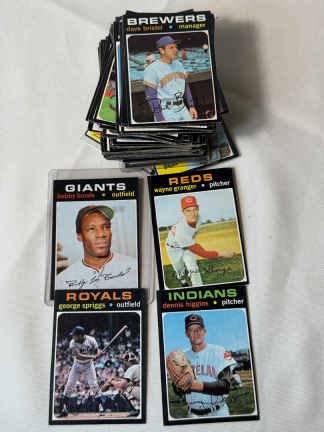 BREWERS
dave bristol • manager
GIANTS
bobby bonds • outfield
REDS
wayne granger • pitcher
ROYALS
george spriggs • outfield
INDIANS
dennis higgins • pitcher